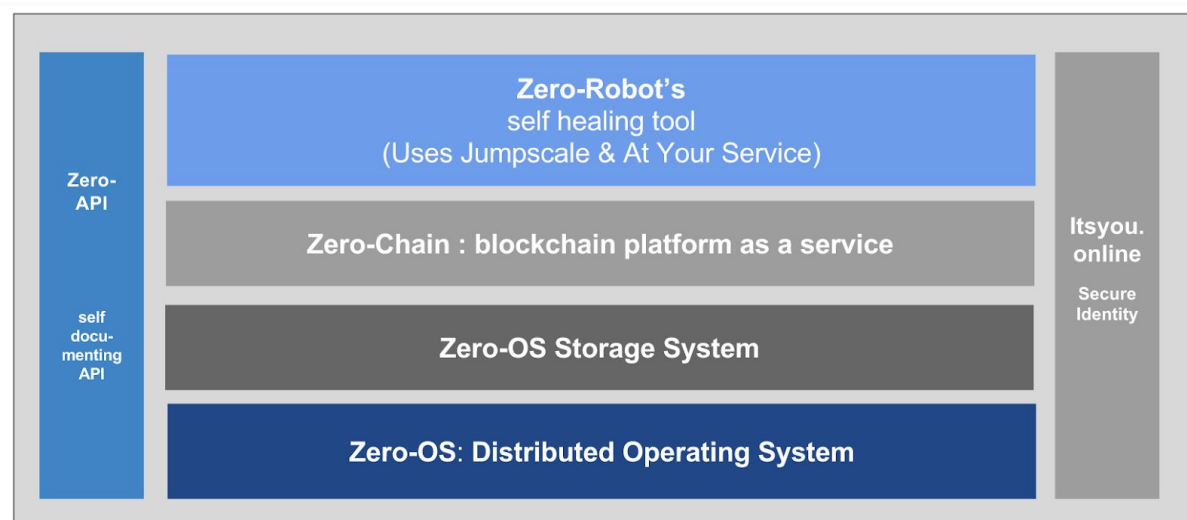 Zero-
API
self
docu-
menting
API
Zero-Robot's
self healing tool
(Uses Jumpscale & At Your Service)
Zero-Chain : blockchain platform as a service
Zero-OS Storage System
Zero-OS: Distributed Operating System
Itsyou.
online
Secure
Identity